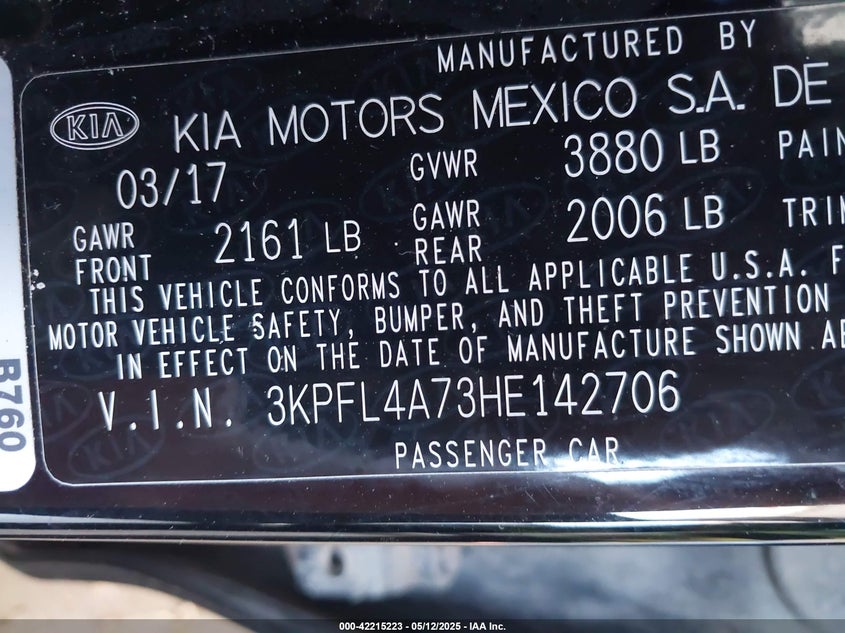 MANUFACTURED BY
KIA KIA MOTORS MEXICO S.A. DE
03/17 GVWR 3880 LB
GAWR FRONT 2161 LB GAWR REAR 2006 LB
THIS VEHICLE CONFORMS TO ALL APPLICABLE U.S.A.
MOTOR VEHICLE SAFETY, BUMPER, AND THEFT PREVENTION
IN EFFECT ON THE DATE OF MANUFACTURE SHOWN
V.I.N. 3KPFL4A73HE142706
PASSENGER CAR
B760
000-42215223 - 05/12/2025 - IAA Inc.